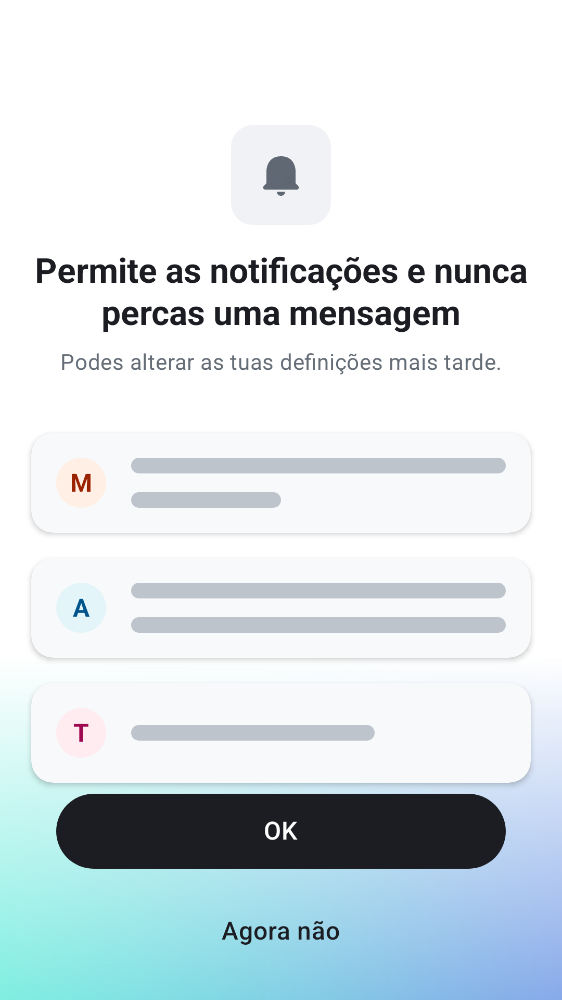 Permite as notificações e nunca
percas uma mensagem
Podes alterar as tuas definições mais tarde.
M
A
T
OK
Agora não